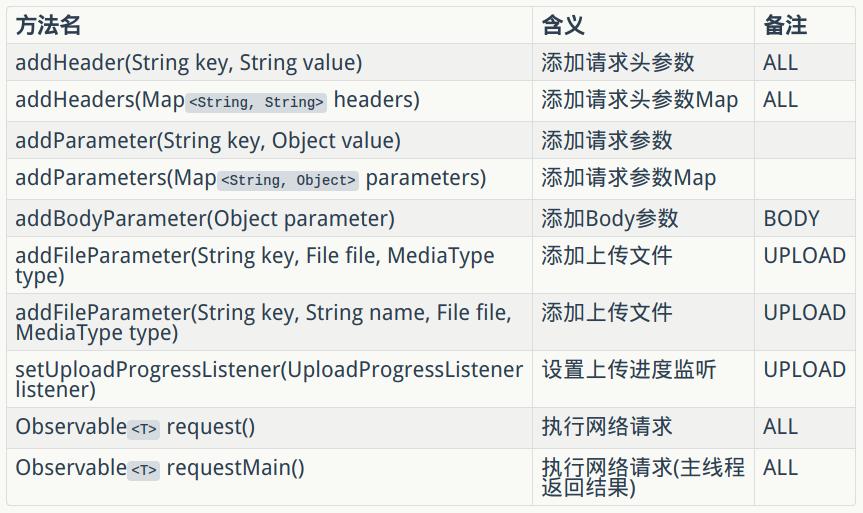 方法名 含义 备注
addHeader(String key, String value) 添加请求头参数 ALL
addHeaders(Map<String, String> headers) 添加请求头参数Map ALL
addParameter(String key, Object value) 添加请求参数
addParameters(Map<String, Object> parameters) 添加请求参数Map
addBodyParameter(Object parameter) 添加Body参数 BODY
addFileParameter(String key, File file, MediaType 添加上传文件 UPLOAD
type)
addFileParameter(String key, String name, File file, 添加上传文件 UPLOAD
MediaType type)
setUploadProgressListener(UploadProgressListener 设置上传进度监听 UPLOAD
listener)
Observable<T> request() 执行网络请求 ALL
Observable<T> requestMain() 执行网络请求(主线程 ALL
返回结果)